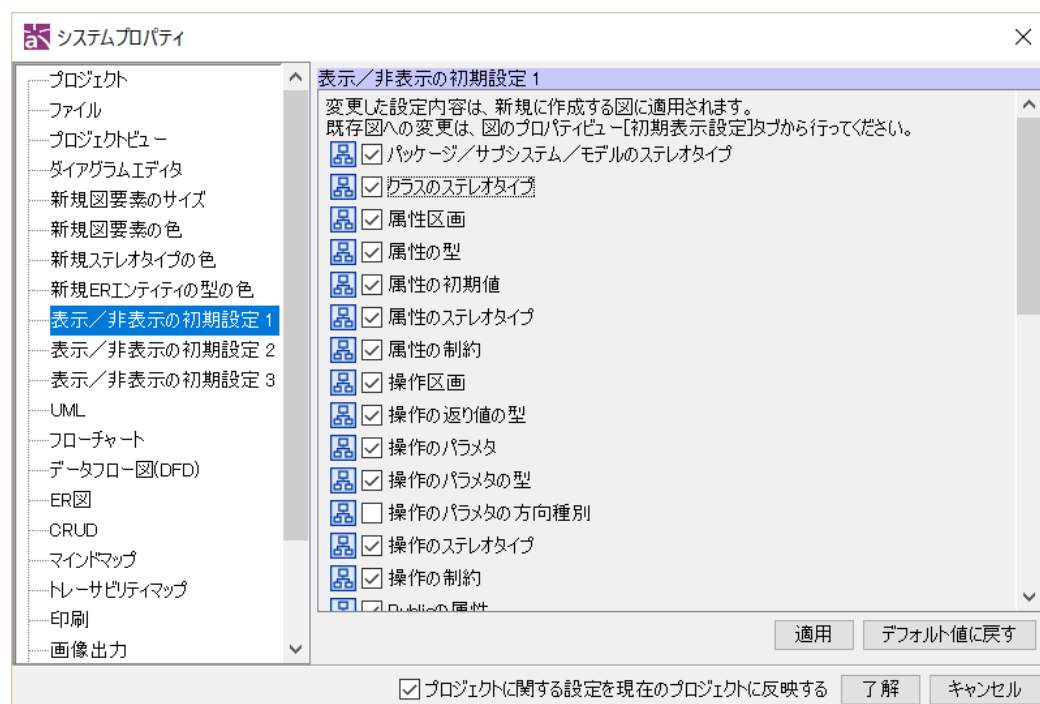 システムプロパティ
プロジェクト
ファイル
プロジェクトビュー
ダイアグラムエディタ
新規図要素のサイズ
新規図要素の色
新規ステレオタイプの色
新規ERエンティティの型の色
表示／非表示の初期設定 1
表示／非表示の初期設定 2
表示／非表示の初期設定 3
UML
フローチャート
データフロー図(DFD)
ER図
CRUD
マインドマップ
トレーサビリティマップ
印刷
画像出力
表示／非表示の初期設定 1
変更した設定内容は、新規に作成する図に適用されます。
既存図への変更は、図のプロパティビュー[初期表示設定]タブから行ってください。
パッケージ／サブシステム／モデルのステレオタイプ
クラスのステレオタイプ
属性区画
属性の型
属性の初期値
属性のステレオタイプ
属性の制約
操作区画
操作の返り値の型
操作のパラメタ
操作のパラメタの型
操作のパラメタの方向種別
操作のステレオタイプ
操作の制約
Publicの属性
適用
デフォルト値に戻す
プロジェクトに関する設定を現在のプロジェクトに反映する
了解
キャンセル